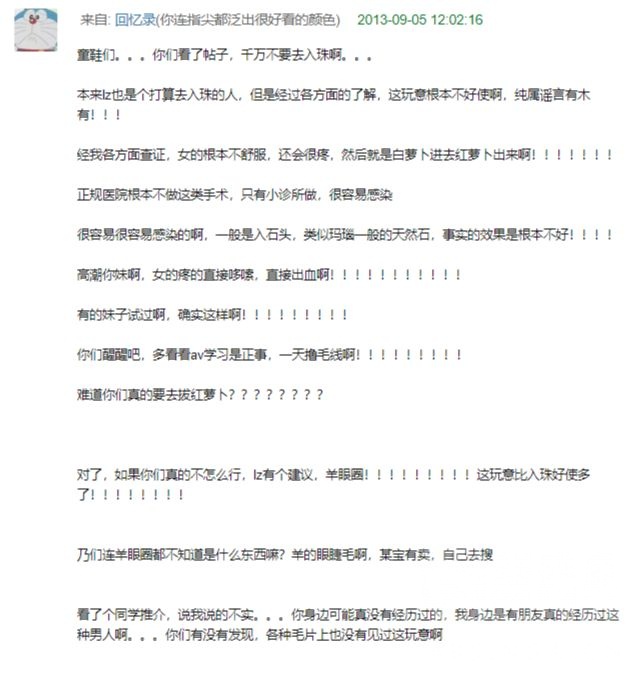 来自: 回忆录(你连指尖都泛出很好看的颜色) 2013-09-05 12:02:16
童鞋们。。。你们看了帖子，千万不要去入珠啊。。。
本来lz也是个打算去入珠的人，但是经过各方面的了解，这玩意根本不好使啊，纯属谣言有木
有！！！
经我各方面查证，女的根本不舒服，还会很疼，然后就是白萝卜进去红萝卜出来啊！！！！！！！
正规医院根本不做这类手术，只有小诊所做，很容易感染
很容易很容易感染的啊，一般是入石头，类似玛瑙一般的天然石，事实的效果是根本不好！！！！
高潮你妹啊，女的疼的直接哆嗦，直接出血啊！！！！！！！！！！！
有的妹子试过啊，确实这样啊！！！！！！！！！
你们醒醒吧，多看看av学习是正事，一天撸毛线啊！！！！！！！！！
难道你们真的要去拔红萝卜？？？？？？？？
对了，如果你们真的不怎么行，lz有个建议，羊眼圈！！！！！！！！！这玩意比入珠好使多
了！！！！！！！！
乃们连羊眼圈都不知道是什么东西嘛？羊的眼睫毛啊，某宝有卖，自己去搜
看了个同学推介，说我说的不实。。。你身边可能真没有经历过的，我身边是有朋友真的经历过这
种男人啊。。。你们有没有发现，各种毛片上也没有见过这玩意啊